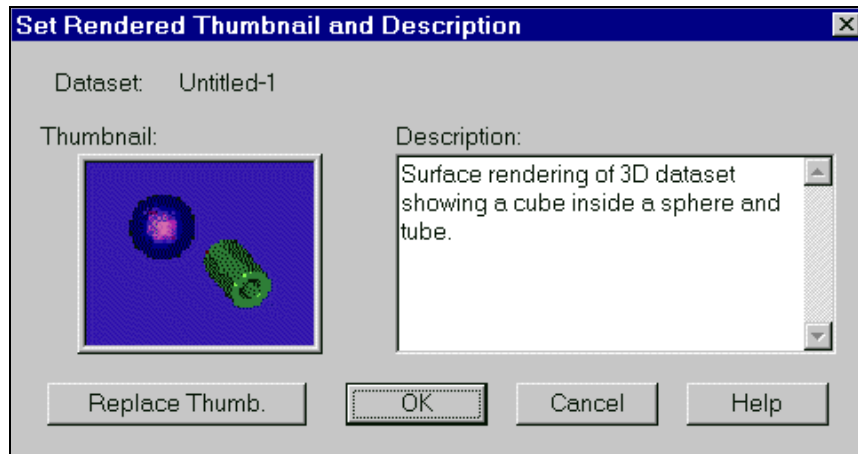 Set Rendered Thumbnail and Description
Dataset: Untitled-1
Thumbnail:
Description:
Surface rendering of 3D dataset
showing a cube inside a sphere and
tube.
Replace Thumb.
OK
Cancel
Help